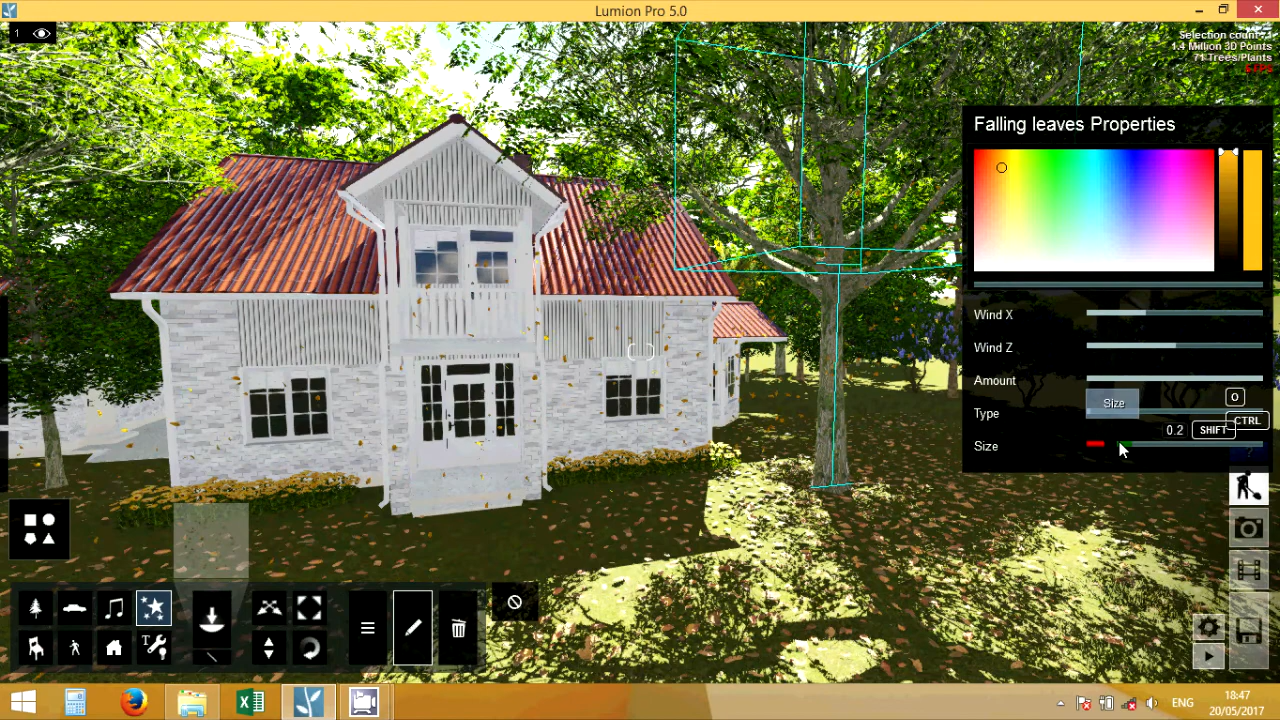 Lumion Pro 5.0
1
Selection count 71
1.4 Million 3D Points
71 Trees/Plants
Falling leaves Properties
Wind X
Wind Z
Amount
Type
Size
O
CTRL
0.2
SHIFT
Size
?
T
ENG
18:47
20/05/2017